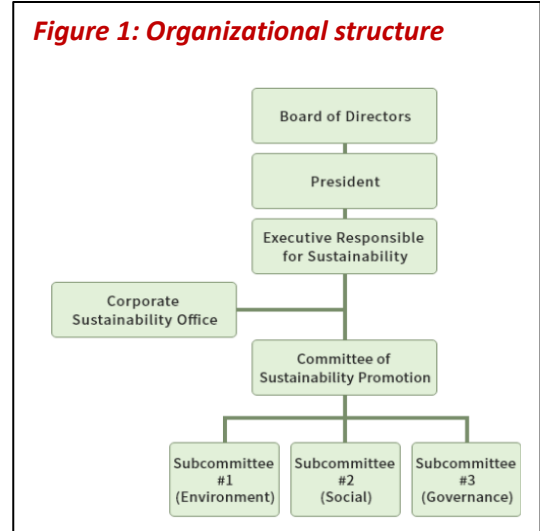 Figure 1: Organizational structure
Board of Directors
President
Executive Responsible
for Sustainability
Corporate
Sustainability Office
Committee of
Sustainability Promotion
Subcommittee
#1
(Environment)
Subcommittee
#2
(Social)
Subcommittee
#3
(Governance)